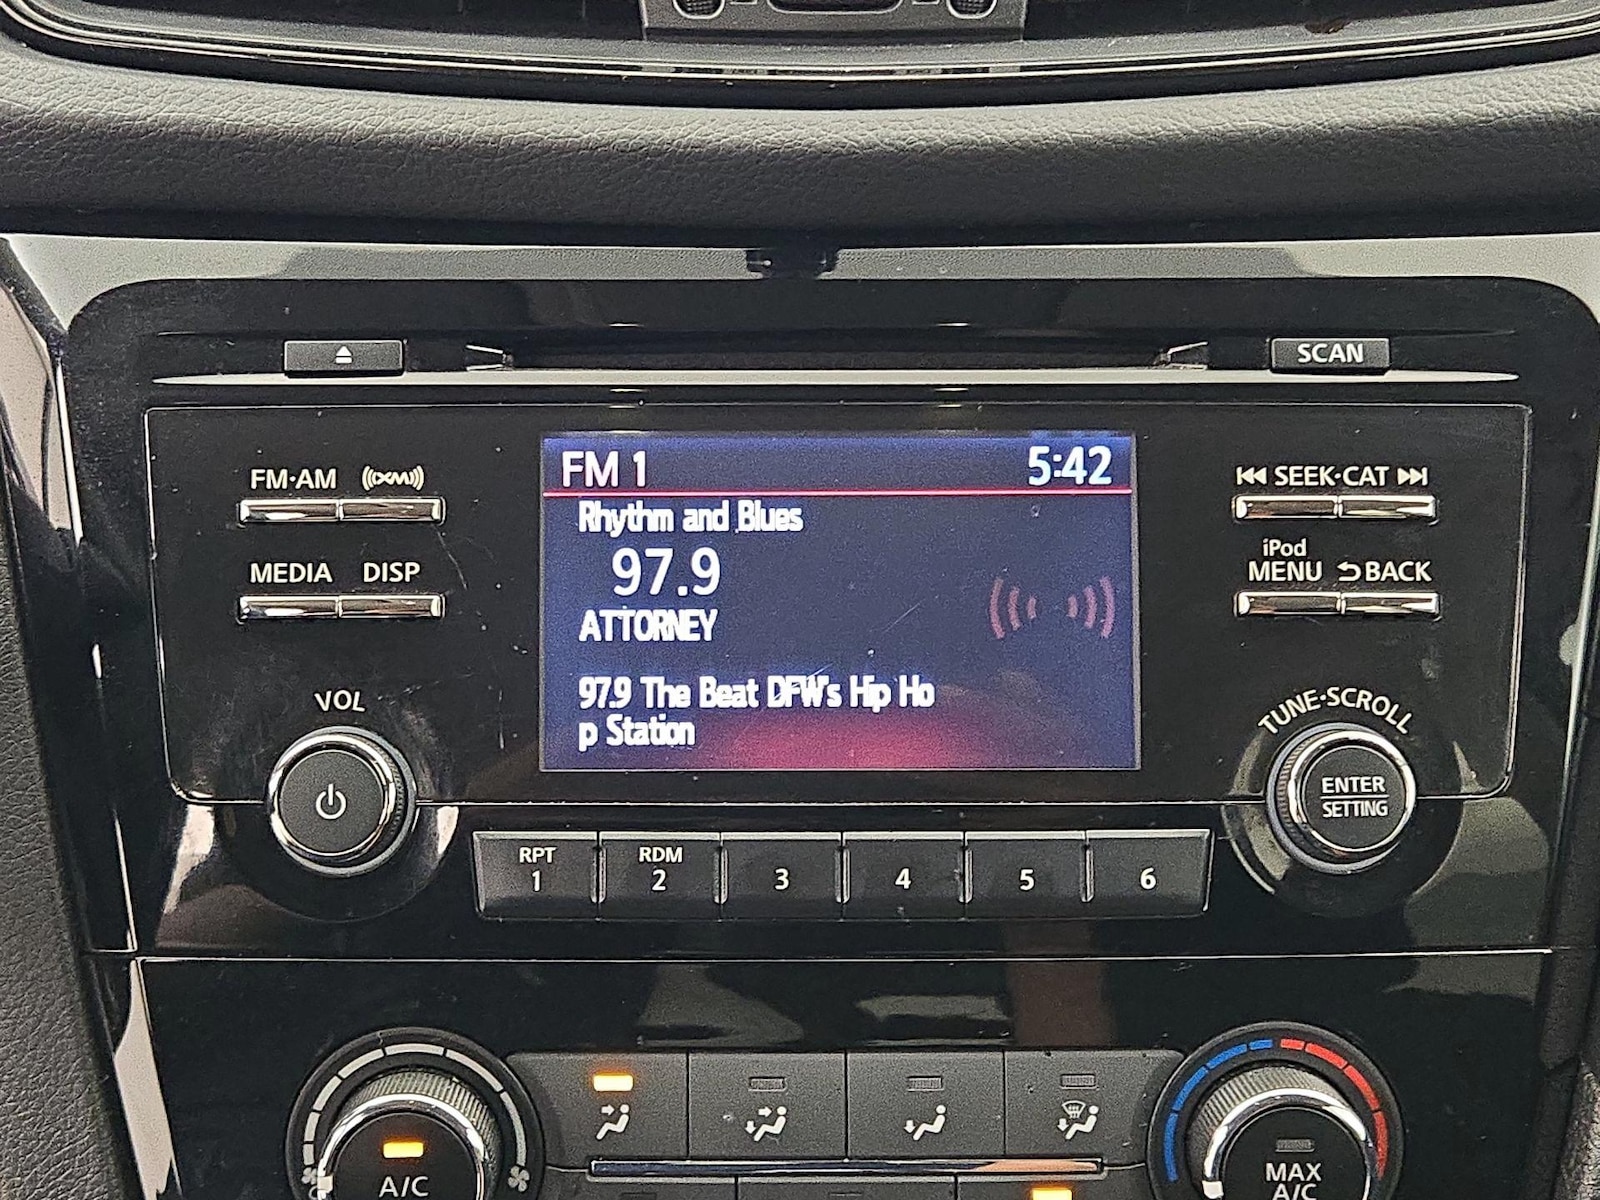 SCAN
FM·AM (((XM)))
SEEK·CAT
MEDIA DISP
iPod
MENU BACK
VOL
TUNE·SCROLL
FM 1 5:42
Rhythm and Blues
97.9
ATTORNEY
97.9 The Beat DFW's Hip Ho
p Station
ENTER
SETTING
RPT
1
RDM
2
3
4
5
6
A/C
MAX
A/C